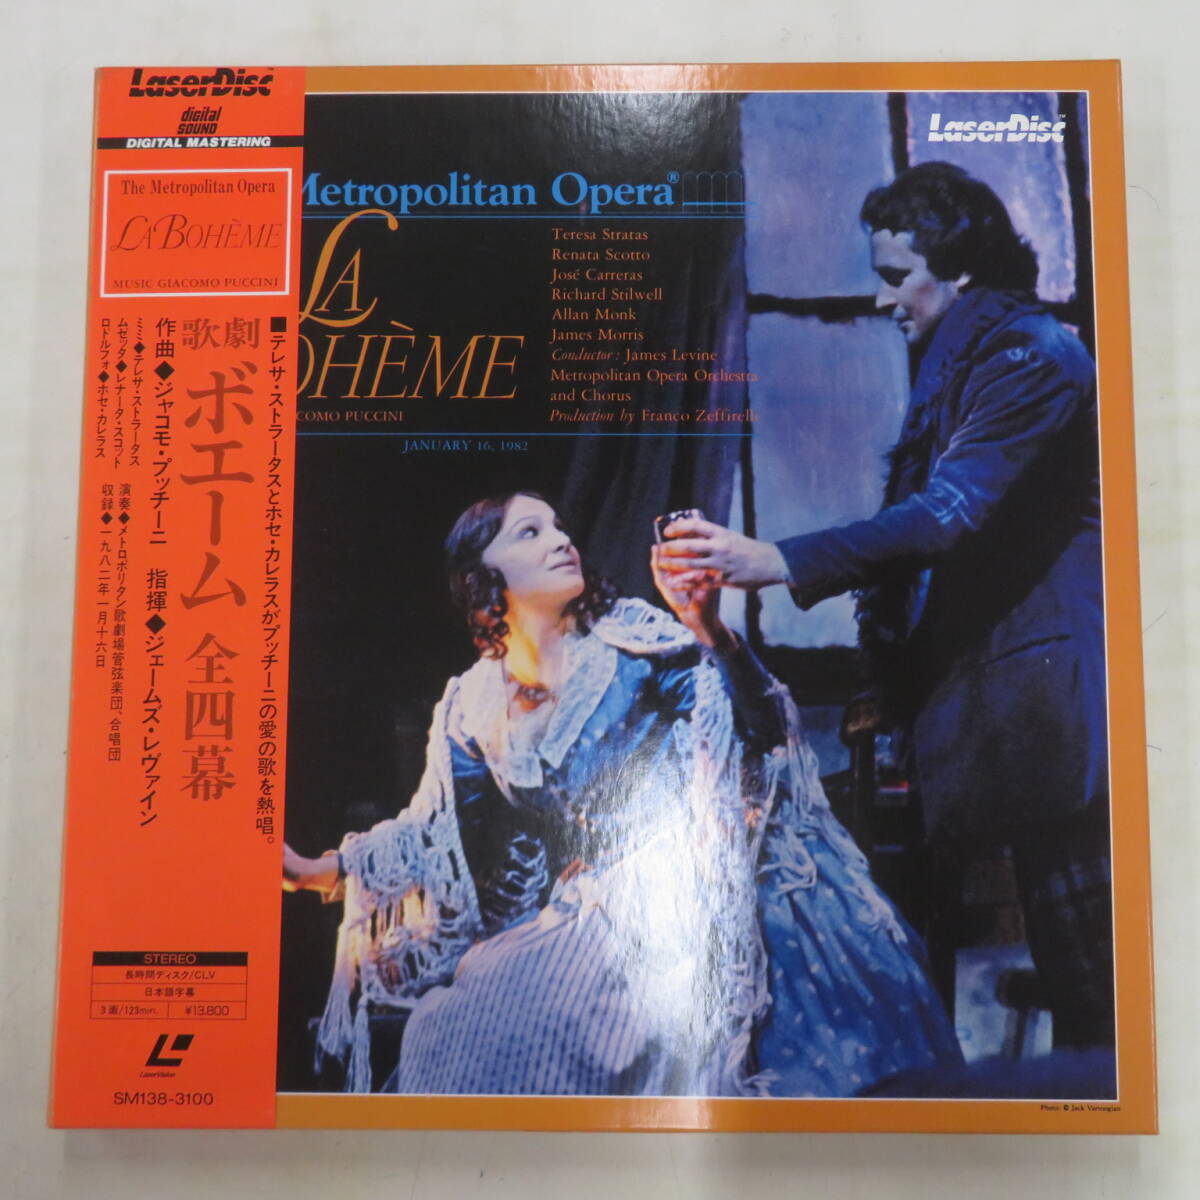 LaserDisc
digital
SOUND
DIGITAL MASTERING
The Metropolitan Opera
LA BOHÈME
MUSIC GIACOMO PUCCINI
■テレサ・ストラータスとホセ・カレラスがプッチーニの愛の歌を熱唱。
歌劇
ボエーム 全四幕
作曲◆ジャコモ・プッチーニ 指揮◆ジェームズ・レヴァイン
ミミ◆テレサ・ストラータス
ムゼッタ◆レナータ・スコット
ロドルフォ◆ホセ・カレラス
演奏◆メトロポリタン歌劇場管弦楽団、合唱団
収録◆一九八二年一月十六日
STEREO
長時間ディスク/CLV
日本語字幕
3面/123min. ¥13,800
LaserVision
SM138-3100
LaserDisc™
Metropolitan Opera®
LA
OHÈME
COMO PUCCINI
Teresa Stratas
Renata Scotto
José Carreras
Richard Stilwell
Allan Monk
James Morris
Conductor: James Levine
Metropolitan Opera Orchestra
and Chorus
Production by Franco Zeffirelli
JANUARY 16, 1982
Photo: © Jack Vartoogian